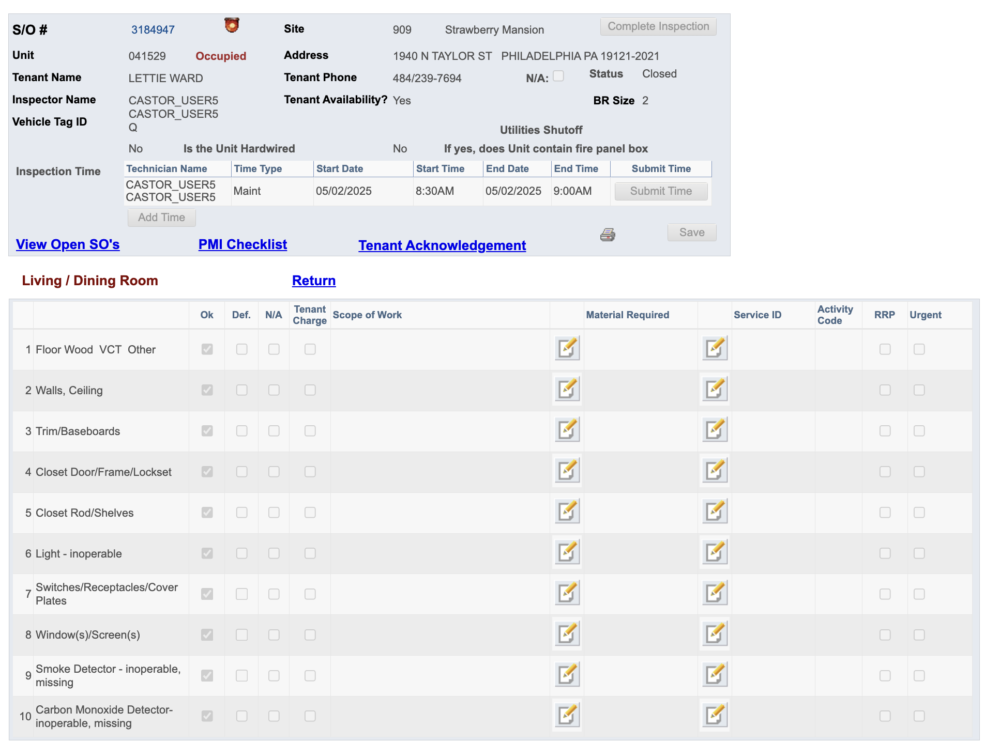 S/O # 3184947 Site 909 Strawberry Mansion Complete Inspection
Unit 041529 Occupied Address 1940 N TAYLOR ST PHILADELPHIA PA 19121-2021
Tenant Name LETTIE WARD Tenant Phone 484/239-7694 N/A: Status Closed
Inspector Name CASTOR_USER5 Tenant Availability? Yes BR Size 2
CASTOR_USER5
Vehicle Tag ID Q
Utilities Shutoff
No Is the Unit Hardwired No If yes, does Unit contain fire panel box
Inspection Time Technician Name Time Type Start Date Start Time End Date End Time Submit Time
CASTOR_USER5
CASTOR_USER5 Maint 05/02/2025 8:30AM 05/02/2025 9:00AM Submit Time
Add Time
Save
View Open SO's PMI Checklist Tenant Acknowledgement
Living / Dining Room Return
Ok Def. N/A Tenant Charge Scope of Work Material Required Service ID Activity Code RRP Urgent
1 Floor Wood VCT Other
2 Walls, Ceiling
3 Trim/Baseboards
4 Closet Door/Frame/Lockset
5 Closet Rod/Shelves
6 Light - inoperable
7 Switches/Receptacles/Cover
Plates
8 Window(s)/Screen(s)
9 Smoke Detector - inoperable,
missing
10 Carbon Monoxide Detector-
inoperable, missing